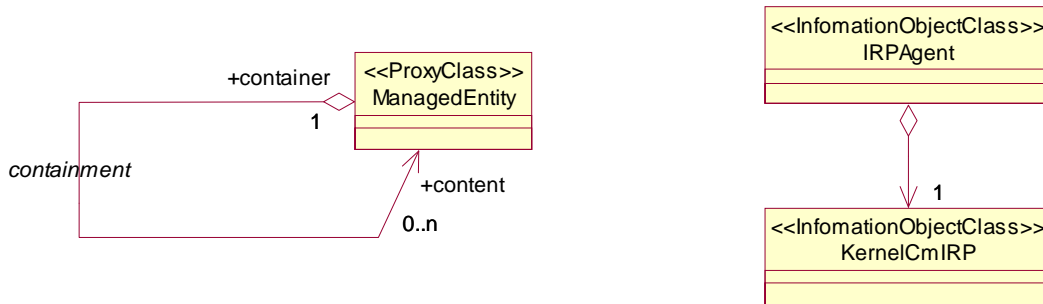 +container
1
containment
<<ProxyClass>>
ManagedEntity
+content
0..n
<<InfomationObjectClass>>
IRPAgent
1
<<InfomationObjectClass>>
KernelCmIRP